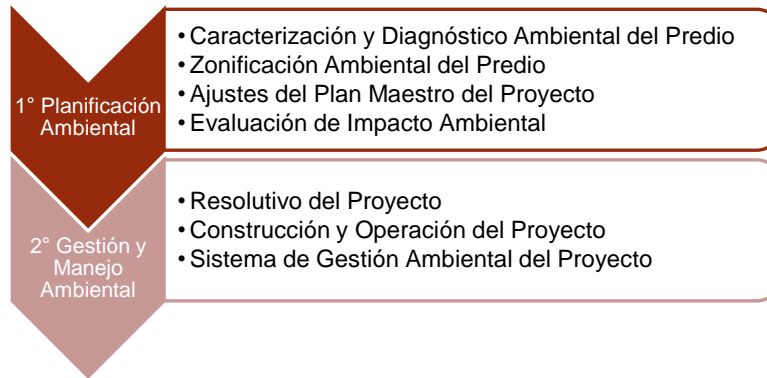 1° Planificación
Ambiental
• Caracterización y Diagnóstico Ambiental del Predio
• Zonificación Ambiental del Predio
• Ajustes del Plan Maestro del Proyecto
• Evaluación de Impacto Ambiental
2° Gestión y
Manejo
Ambiental
• Resolutivo del Proyecto
• Construcción y Operación del Proyecto
• Sistema de Gestión Ambiental del Proyecto